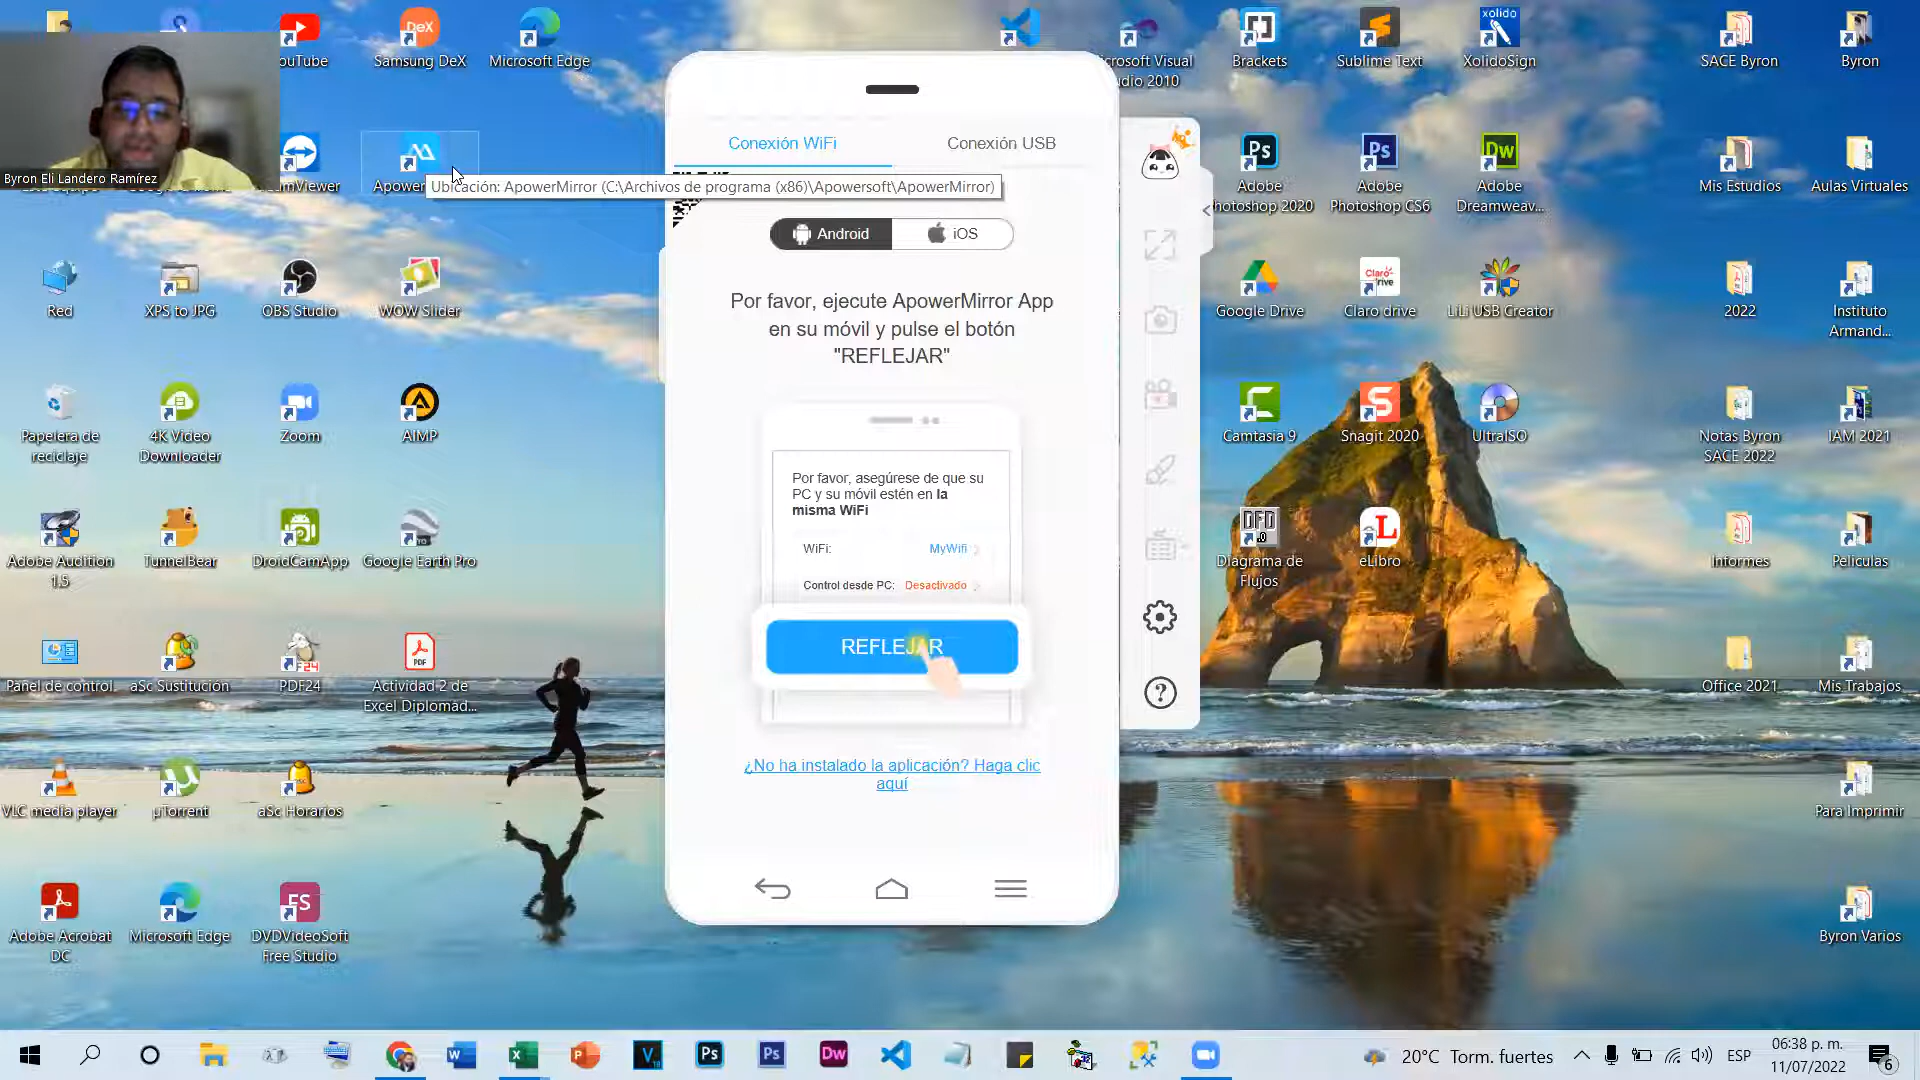 YouTube
Samsung DeX
Microsoft Edge
Microsoft Visual
Studio 2010
Brackets
Sublime Text
xolido
XolidoSign
SACE Byron
Byron
Byron Eli Landero Ramírez
Ubicación: ApowerMirror (C:\Archivos de programa (x86)\Apowersoft\ApowerMirror)
Conexión WiFi
Conexión USB
Android
iOS
Por favor, ejecute ApowerMirror App
en su móvil y pulse el botón
"REFLEJAR"
Por favor, asegúrese de que su
PC y su móvil estén en la
misma WiFi
WiFi: MyWifi
Control desde PC: Desactivado
REFLEJAR
¿No ha instalado la aplicación? Haga clic
aquí
Adobe
Photoshop 2020
Adobe
Photoshop CS6
Adobe
Dreamweav...
Mis Estudios
Aulas Virtuales
Red
XPS to JPG
OBS Studio
WOW Slider
Google Drive
Claro drive
LiLi USB Creator
2022
Instituto
Armand...
Papelera de
reciclaje
4K Video
Downloader
Zoom
AIMP
Camtasia 9
Snagit 2020
UltraISO
Notas Byron
SACE 2022
IAM 2021
Adobe Audition
1.5
TunnelBear
DroidCamApp
Google Earth Pro
Diagrama de
Flujos
eLibro
Informes
Peliculas
Panel de control
aSc Sustitución
PDF24
Actividad 2 de
Excel Diplomad...
Office 2021
Mis Trabajos
VLC media player
µTorrent
aSc Horarios
Para Imprimir
Adobe Acrobat
DC
Microsoft Edge
DVDVideoSoft
Free Studio
Byron Varios
20°C Torm. fuertes
ESP
06:38 p. m.
11/07/2022
6